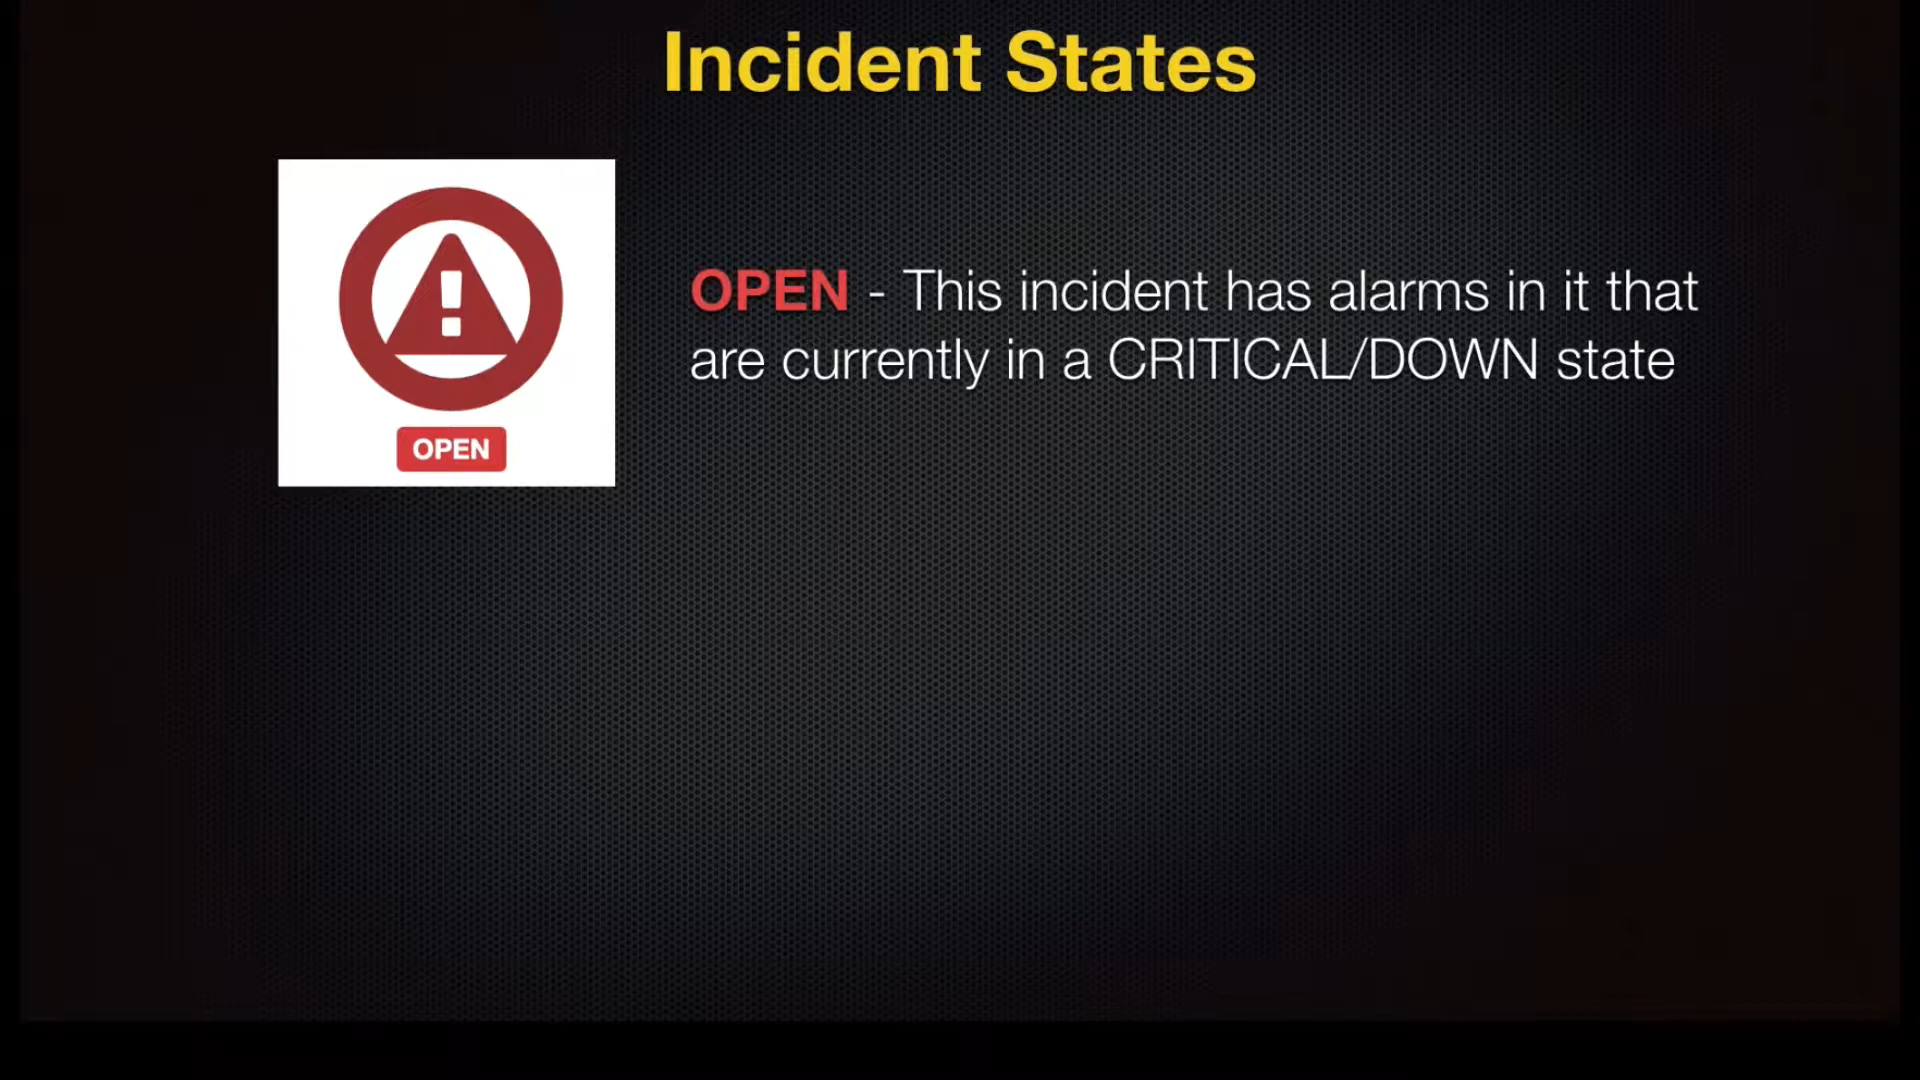 Incident States
OPEN - This incident has alarms in it that
are currently in a CRITICAL/DOWN state
OPEN